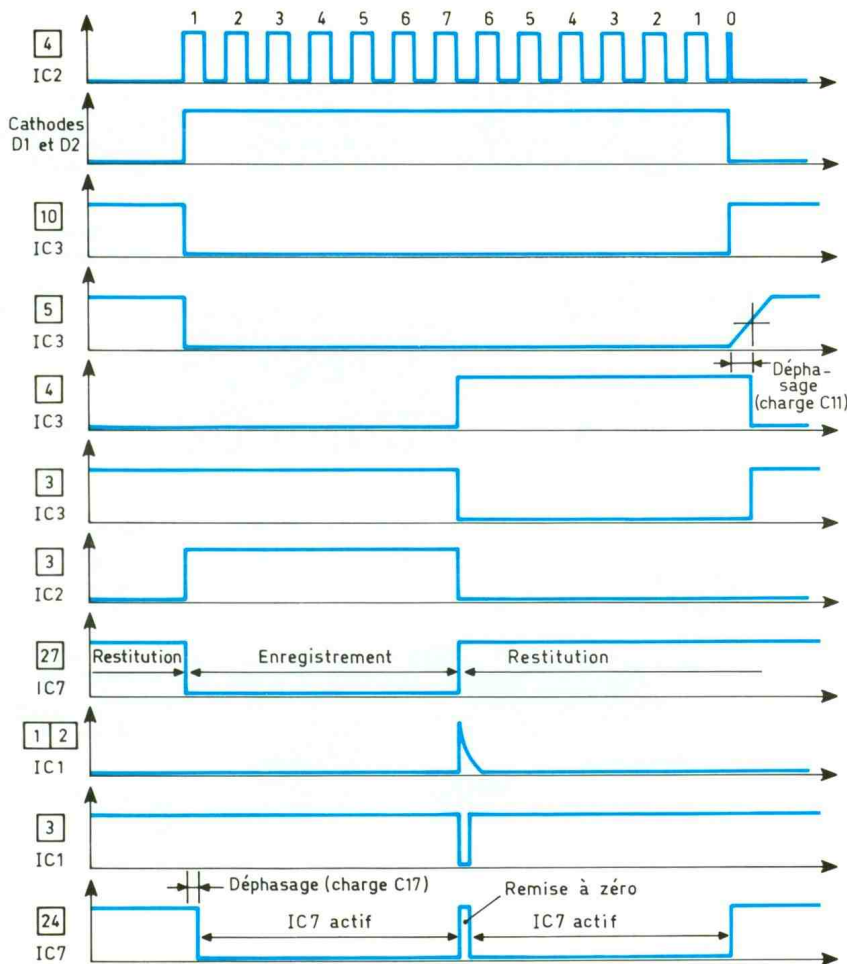 1 2 3 4 5 6 7 6 5 4 3 2 1 0
4
IC2
Cathodes
D1 et D2
10
IC3
5
IC3
Dépha-
sage
(charge C11)
4
IC3
3
IC3
3
IC2
27
IC7
Restitution
Enregistrement
Restitution
1 2
IC1
3
IC1
Déphasage (charge C17)
Remise à zéro
24
IC7
IC7 actif
IC7 actif